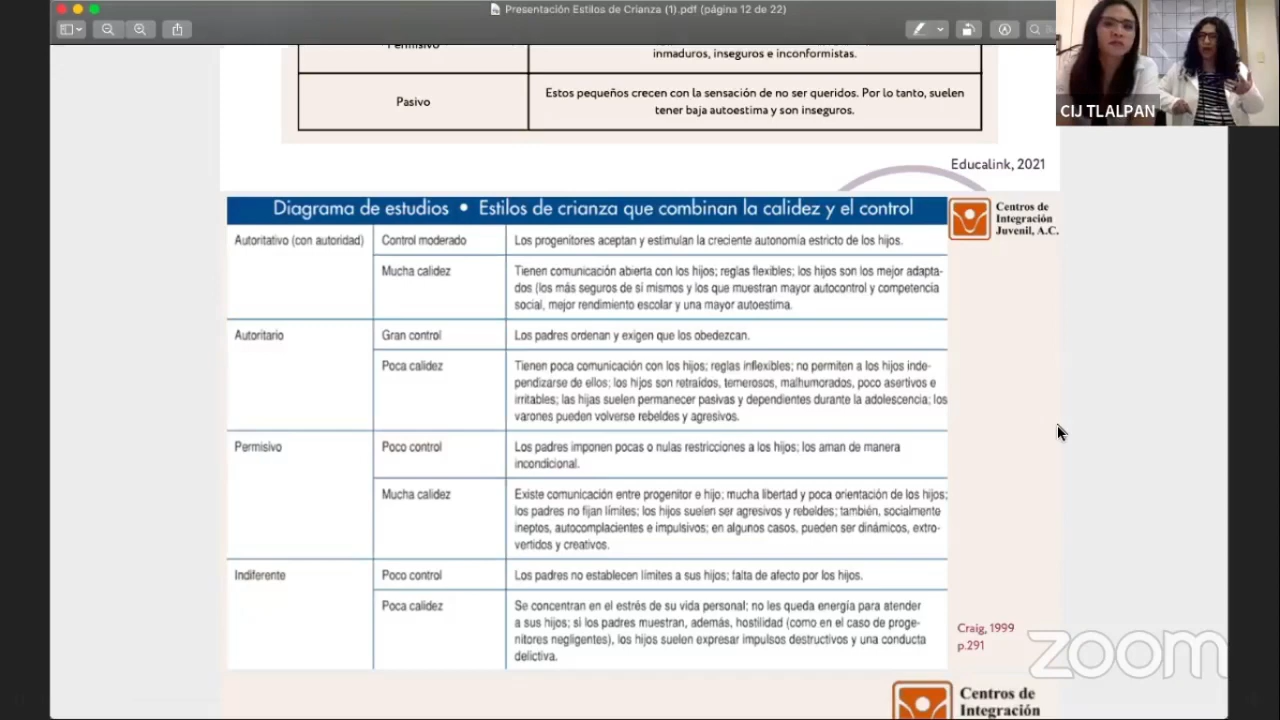 Presentación Estilos de Crianza (1).pdf (página 12 de 22)
Permisivo
inmaduros, inseguros e inconformistas.
Pasivo
Estos pequeños crecen con la sensación de no ser queridos. Por lo tanto, suelen
tener baja autoestima y son inseguros.
CIJ TLALPAN
Educalink, 2021
Diagrama de estudios • Estilos de crianza que combinan la calidez y el control
Centros de
Integración
Juvenil, A.C.
Autoritativo (con autoridad)
Control moderado
Los progenitores aceptan y estimulan la creciente autonomía estricto de los hijos.
Mucha calidez
Tienen comunicación abierta con los hijos; reglas flexibles; los hijos son los mejor adapta-
dos (los más seguros de sí mismos y los que muestran mayor autocontrol y competencia
social, mejor rendimiento escolar y una mayor autoestima.
Autoritario
Gran control
Los padres ordenan y exigen que los obedezcan.
Poca calidez
Tienen poca comunicación con los hijos; reglas inflexibles; no permiten a los hijos inde-
pendizarse de ellos; los hijos son retraídos, temerosos, malhumorados, poco asertivos e
irritables; las hijas suelen permanecer pasivas y dependientes durante la adolescencia; los
varones pueden volverse rebeldes y agresivos.
Permisivo
Poco control
Los padres imponen pocas o nulas restricciones a los hijos; los aman de manera
incondicional.
Mucha calidez
Existe comunicación entre progenitor e hijo; mucha libertad y poca orientación de los hijos;
los padres no fijan límites; los hijos suelen ser agresivos y rebeldes; también, socialmente
ineptos, autocomplacientes e impulsivos; en algunos casos, pueden ser dinámicos, extro-
vertidos y creativos.
Indiferente
Poco control
Los padres no establecen límites a sus hijos; falta de afecto por los hijos.
Poca calidez
Se concentran en el estrés de su vida personal; no les queda energía para atender
a sus hijos; si los padres muestran, además, hostilidad (como en el caso de proge-
nitores negligentes), los hijos suelen expresar impulsos destructivos y una conducta
delictiva.
Craig, 1999
p.291
zoom
Centros de
Integración